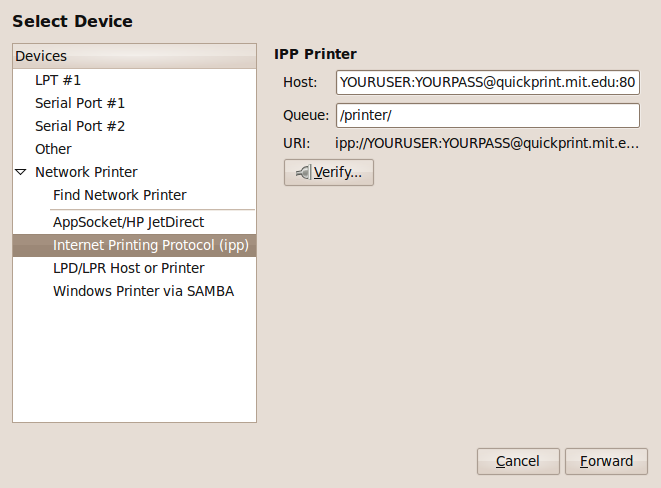 Select Device
Devices
LPT #1
Serial Port #1
Serial Port #2
Other
Network Printer
Find Network Printer
AppSocket/HP JetDirect
Internet Printing Protocol (ipp)
LPD/LPR Host or Printer
Windows Printer via SAMBA
IPP Printer
Host: YOURUSER:YOURPASS@quickprint.mit.edu:80
Queue: /printer/
URI: ipp://YOURUSER:YOURPASS@quickprint.mit.e...
Verify...
Cancel Forward